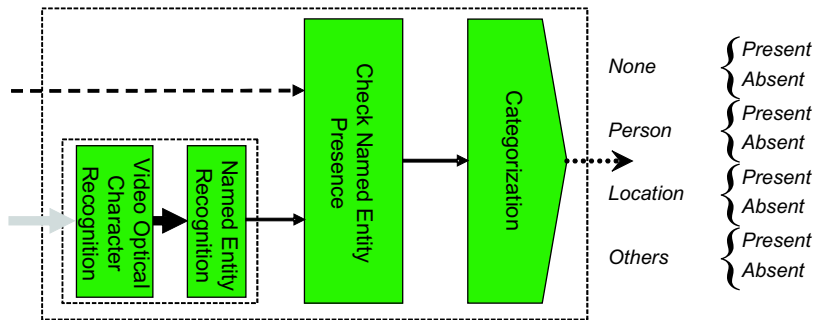 Video Optical
Character
Recognition
Named Entity
Recognition
Check Named Entity
Presence
Categorization
None
Present
Absent
Person
Present
Absent
Location
Present
Absent
Others
Present
Absent